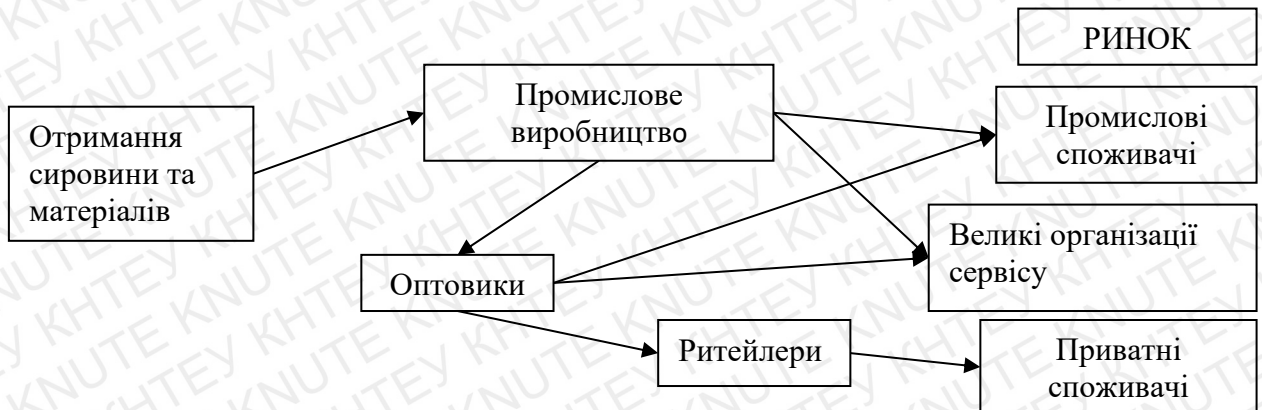 РИНОК
Промислове
виробництво
Отримання
сировини та
матеріалів
Промислові
споживачі
Великі організації
сервісу
Оптовики
Ритейлери
Приватні
споживачі